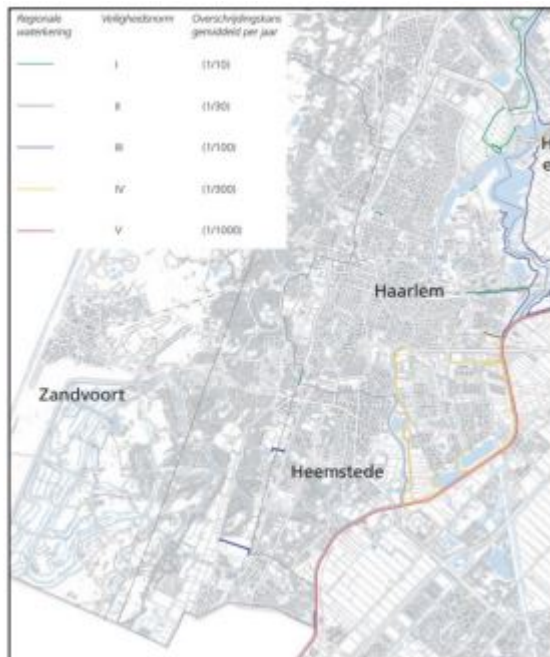 Regionale waterkering Veiligheidsnorm Overschrijdingskans gemiddeld per jaar
I (1/10)
II (1/30)
III (1/100)
IV (1/300)
V (1/1000)
H
e
Haarlem
Zandvoort
Heemstede